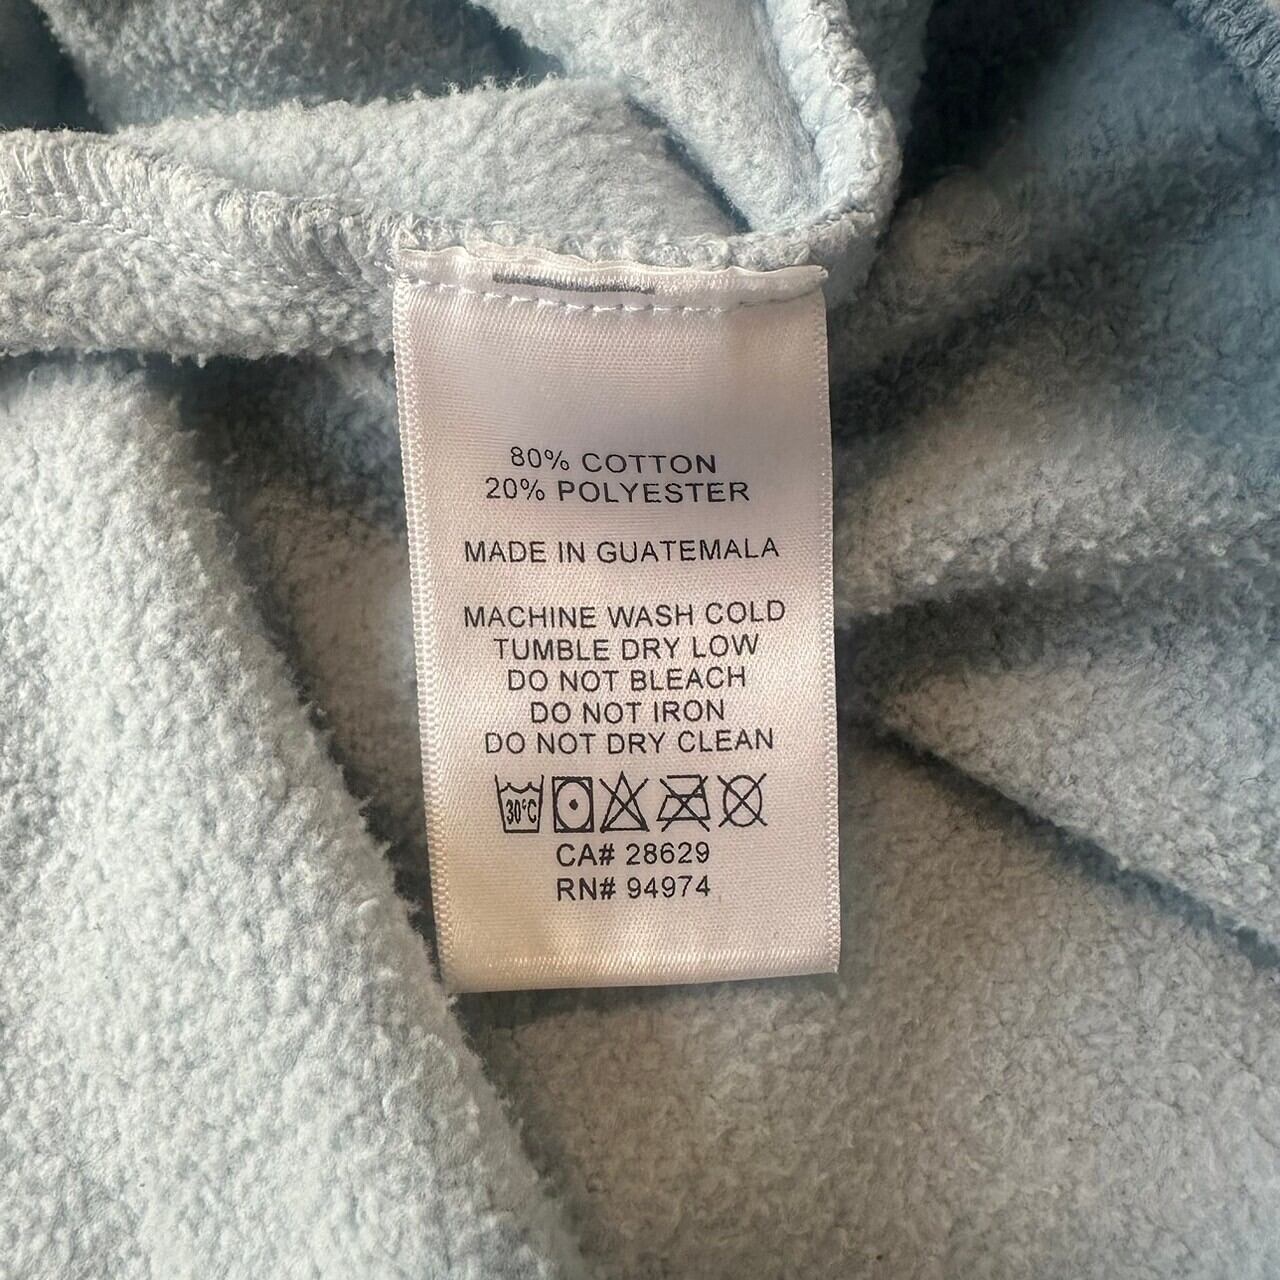 80% COTTON
20% POLYESTER
MADE IN GUATEMALA
MACHINE WASH COLD
TUMBLE DRY LOW
DO NOT BLEACH
DO NOT IRON
DO NOT DRY CLEAN
30°C
CA# 28629
RN# 94974